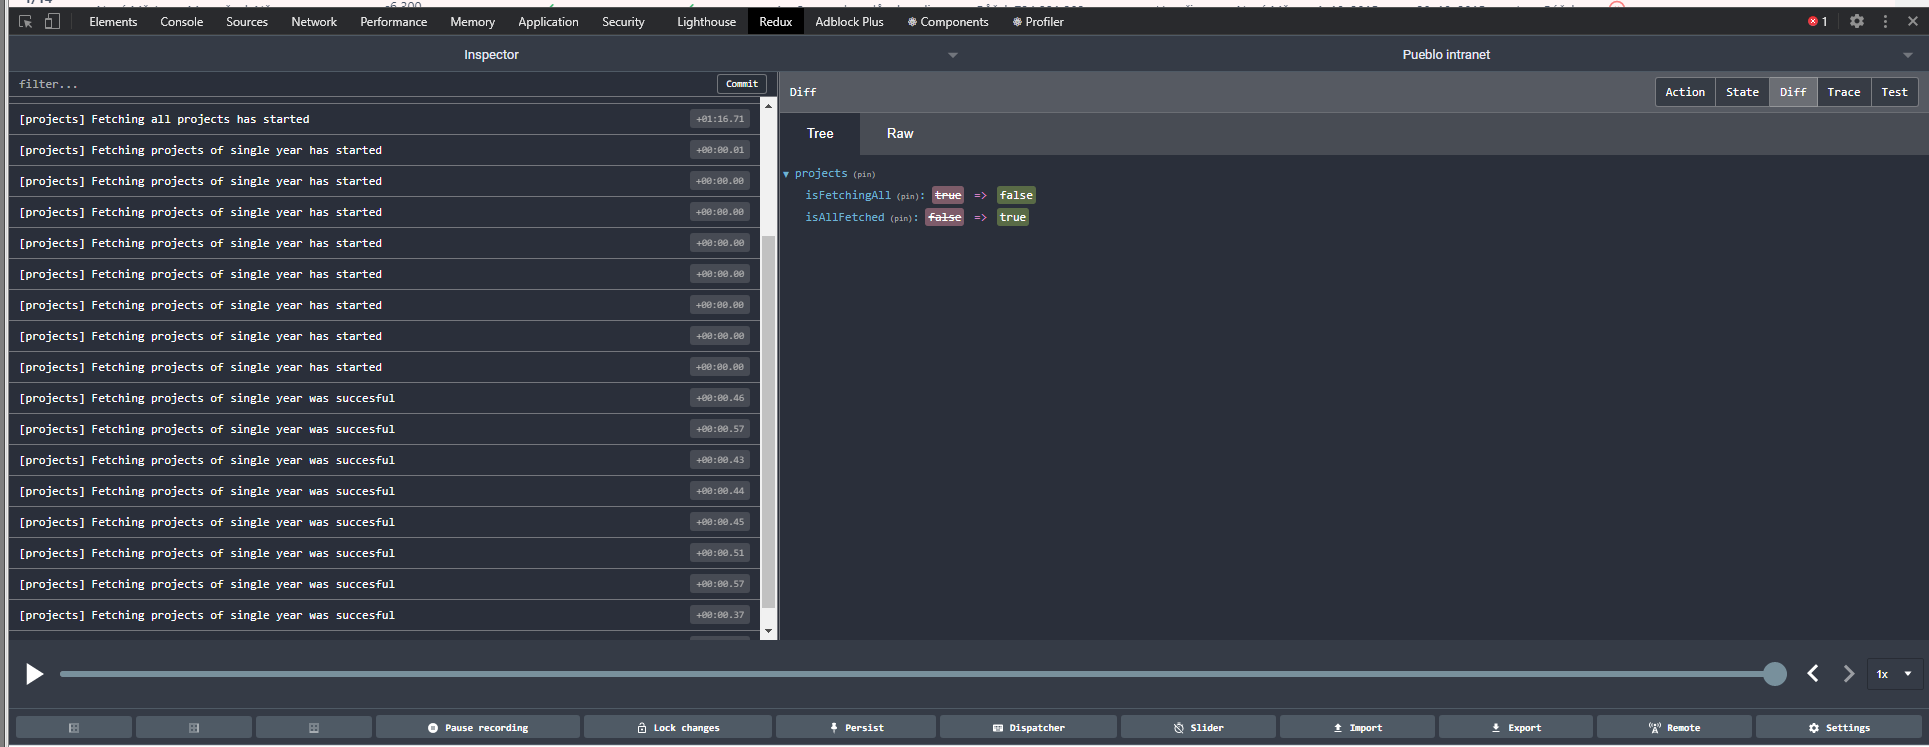 Elements Console Sources Network Performance Memory Application Security Lighthouse Redux Adblock Plus Components Profiler 1
Inspector Pueblo intranet
filter... Commit
Diff Action State Diff Trace Test
Tree Raw
projects (pin)
isFetchingAll (pin): true => false
isAllFetched (pin): false => true
[projects] Fetching all projects has started +01:16.71
[projects] Fetching projects of single year has started +00:00.01
[projects] Fetching projects of single year has started +00:00.00
[projects] Fetching projects of single year has started +00:00.00
[projects] Fetching projects of single year has started +00:00.00
[projects] Fetching projects of single year has started +00:00.00
[projects] Fetching projects of single year has started +00:00.00
[projects] Fetching projects of single year has started +00:00.00
[projects] Fetching projects of single year has started +00:00.00
[projects] Fetching projects of single year was succesful +00:00.46
[projects] Fetching projects of single year was succesful +00:00.57
[projects] Fetching projects of single year was succesful +00:00.43
[projects] Fetching projects of single year was succesful +00:00.44
[projects] Fetching projects of single year was succesful +00:00.45
[projects] Fetching projects of single year was succesful +00:00.51
[projects] Fetching projects of single year was succesful +00:00.57
[projects] Fetching projects of single year was succesful +00:00.37
1x
Pause recording Lock changes Persist Dispatcher Slider Import Export Remote Settings